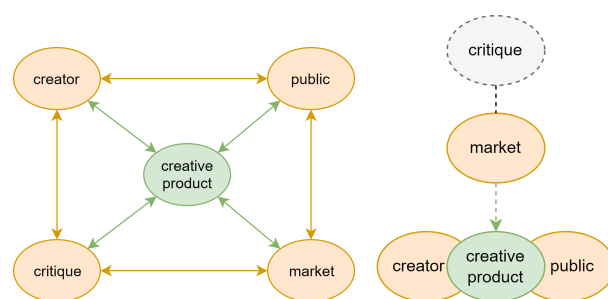 creator
public
creative
product
critique
market
critique
market
creator
creative
product
public